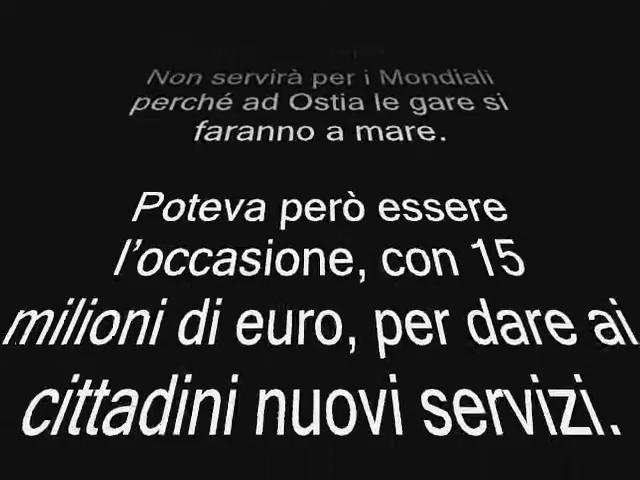 Non servirà per i Mondiali
perché ad Ostia le gare si
faranno a mare.
Poteva però essere
l'occasione, con 15
milioni di euro, per dare ai
cittadini nuovi servizi.